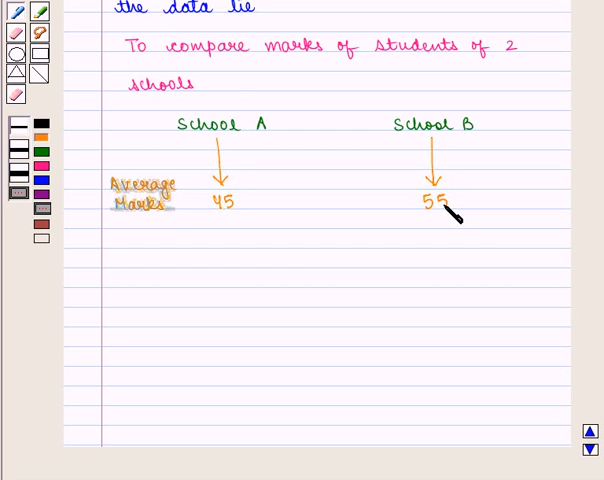 the data lie
To compare marks of students of 2
schools
School A School B
Average
Marks 45 55